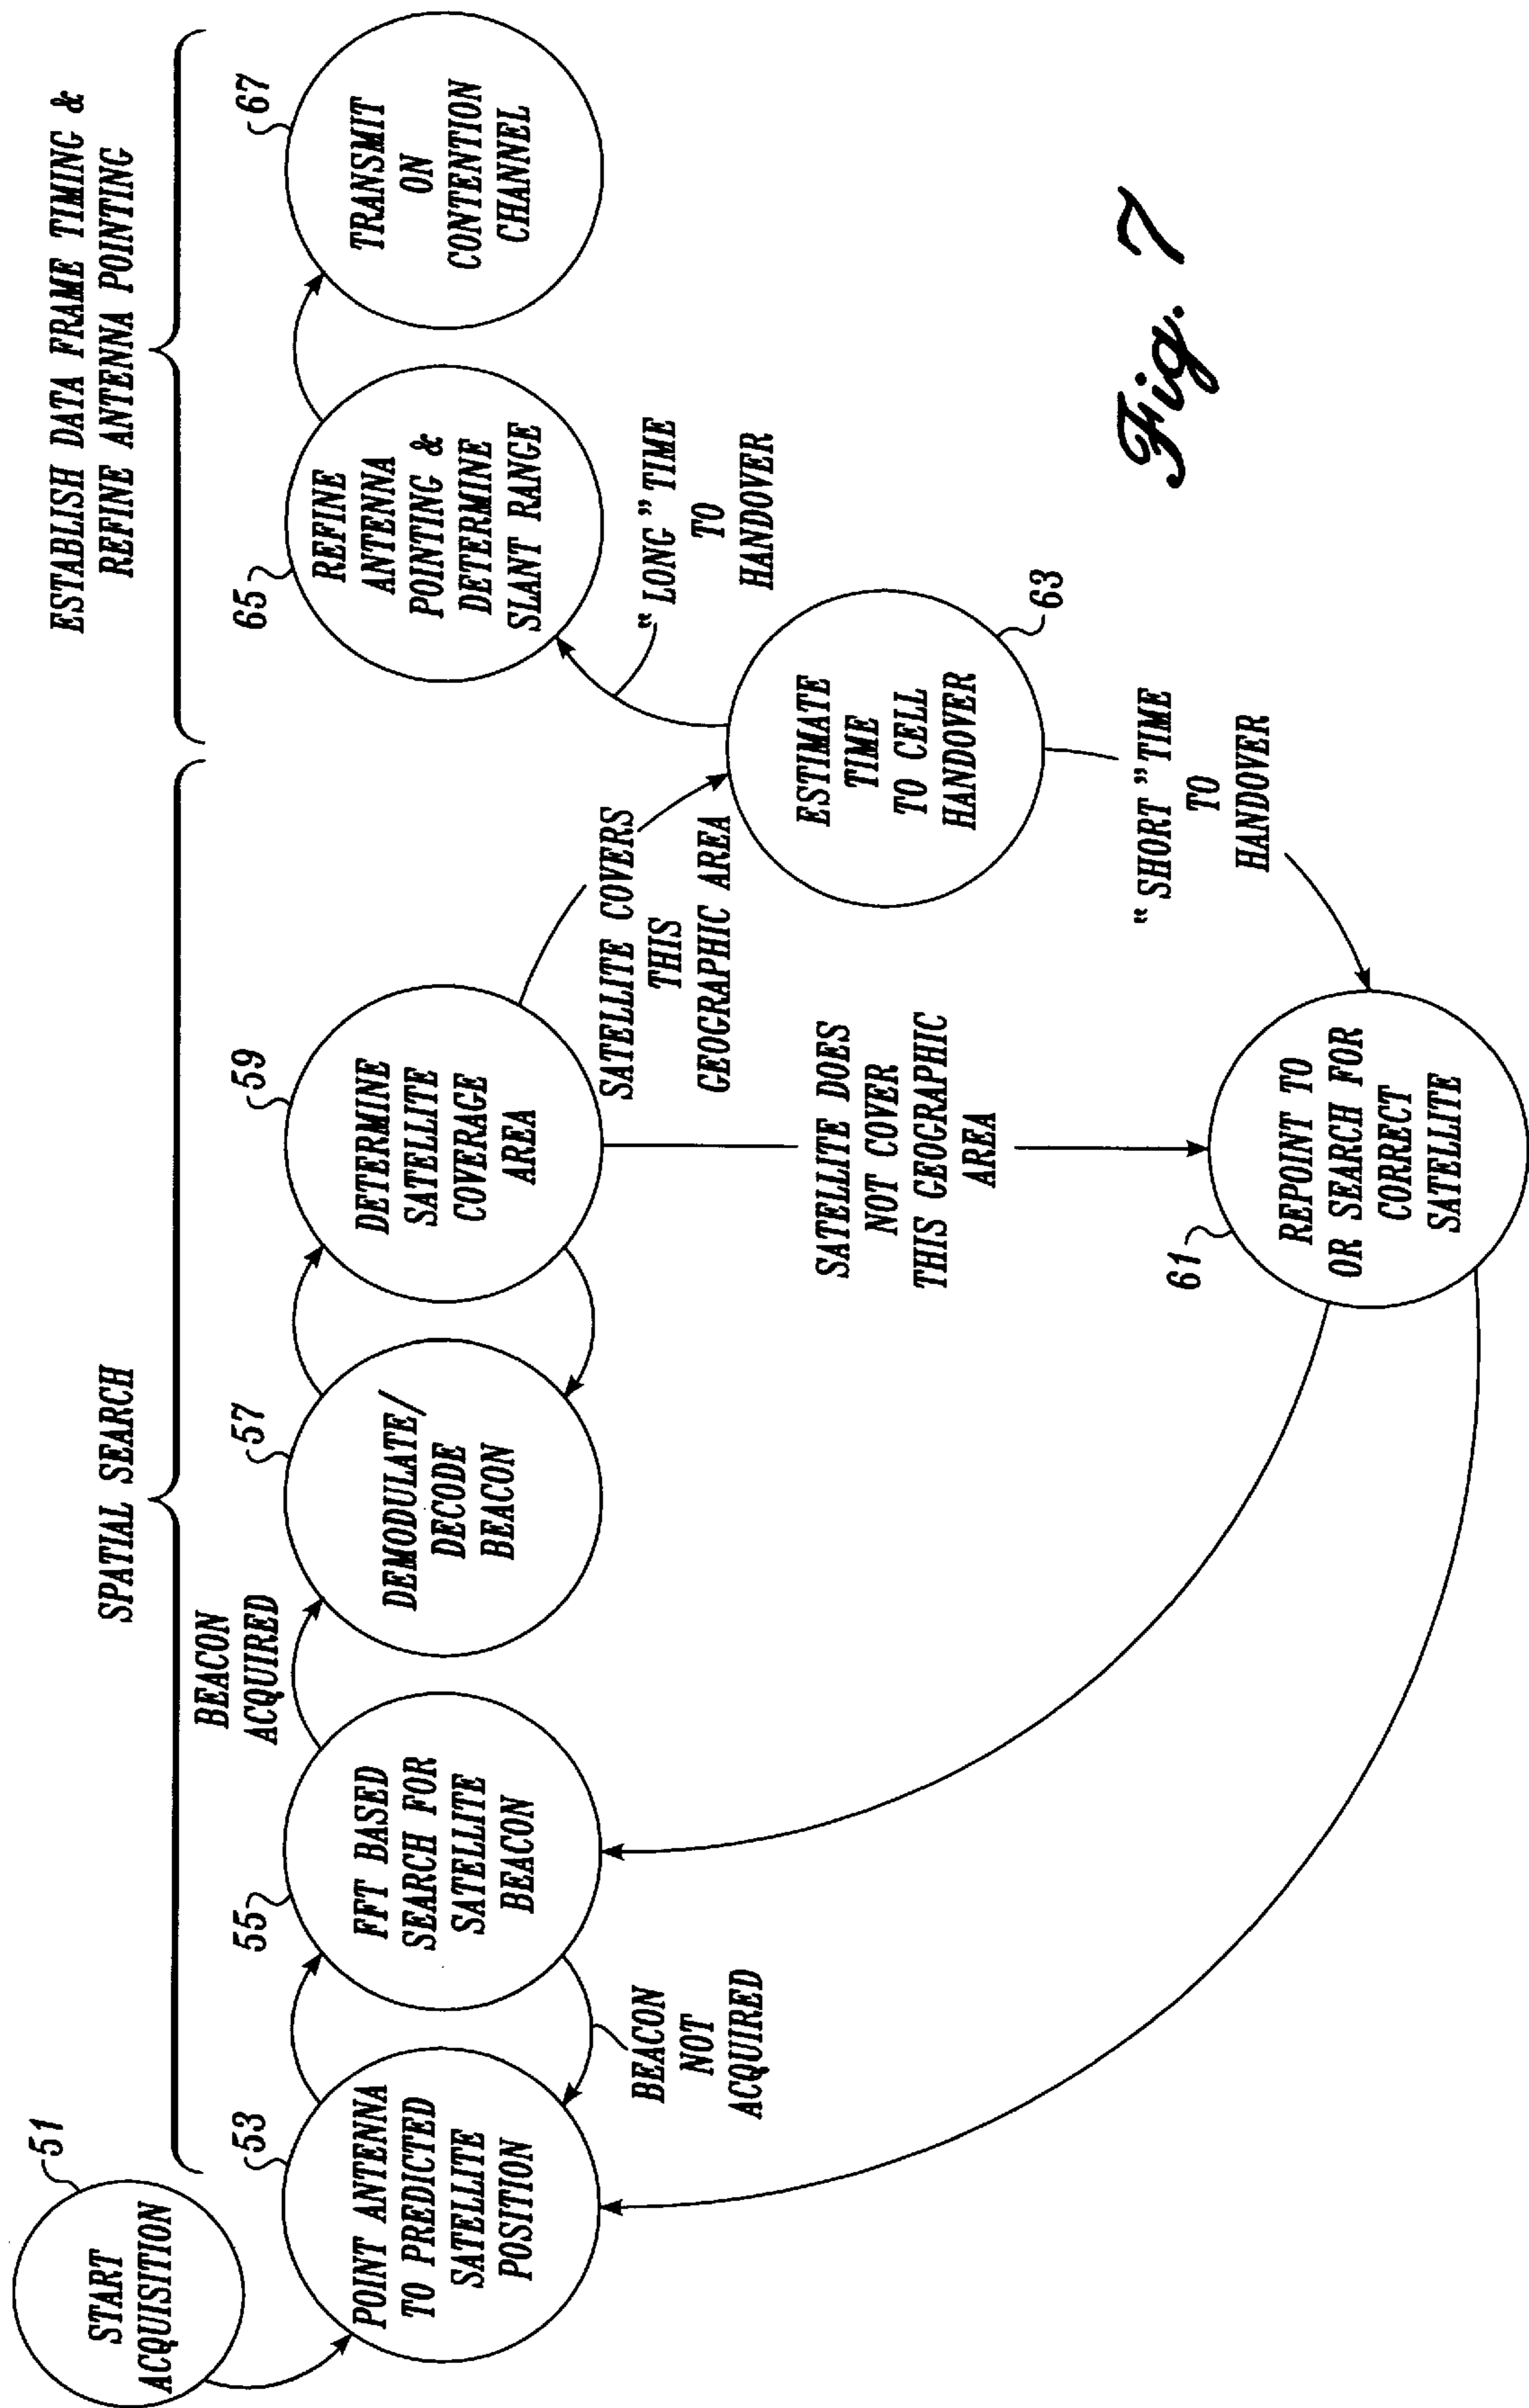 51
START
ACQUISITION
SPATIAL SEARCH
ESTABLISH DATA FRAME TIMING &
REFINE ANTENNA POINTING
53
POINT ANTENNA
TO PREDICTED
SATELLITE
POSITION
55
FFT BASED
SEARCH FOR
SATELLITE
BEACON
BEACON
ACQUIRED
BEACON
NOT
ACQUIRED
57
DEMODULATE/
DECODE
BEACON
59
DETERMINE
SATELLITE
COVERAGE
AREA
SATELLITE COVERS
THIS
GEOGRAPHIC AREA
SATELLITE DOES
NOT COVER
THIS GEOGRAPHIC
AREA
61
REPOINT TO
OR SEARCH FOR
CORRECT
SATELLITE
ESTIMATE
TIME
TO CELL
HANDOVER
63
"SHORT" TIME
TO
HANDOVER
"LONG" TIME
TO
HANDOVER
65
REFINE
ANTENNA
POINTING &
DETERMINE
SLANT RANGE
67
TRANSMIT
ON
CONTENTION
CHANNEL
Fig. 7